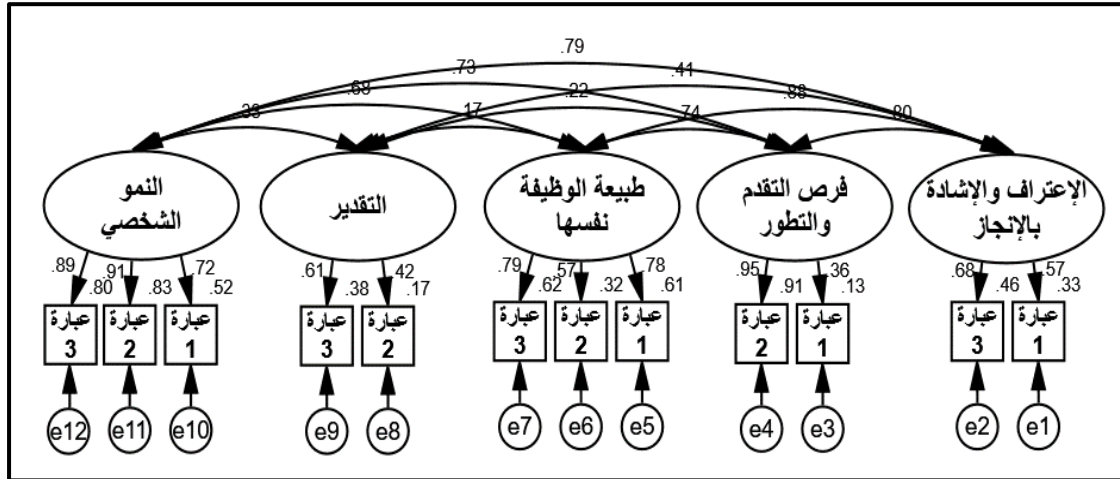 .79
.73
.41
.68
.22
.88
.33
.17
.74
.80
النمو
الشخصي
التقدير
طبيعة الوظيفة
نفسها
فرص التقدم
والتطور
الإعتراف والإشادة
بالإنجاز
.89
.91
.72
.61
.42
.79
.57
.78
.95
.36
.68
.57
.80
.83
.52
.38
.17
.62
.32
.61
.91
.13
.46
.33
عبارة
3
عبارة
2
عبارة
1
عبارة
3
عبارة
2
عبارة
3
عبارة
2
عبارة
1
عبارة
2
عبارة
1
عبارة
3
عبارة
1
e12
e11
e10
e9
e8
e7
e6
e5
e4
e3
e2
e1